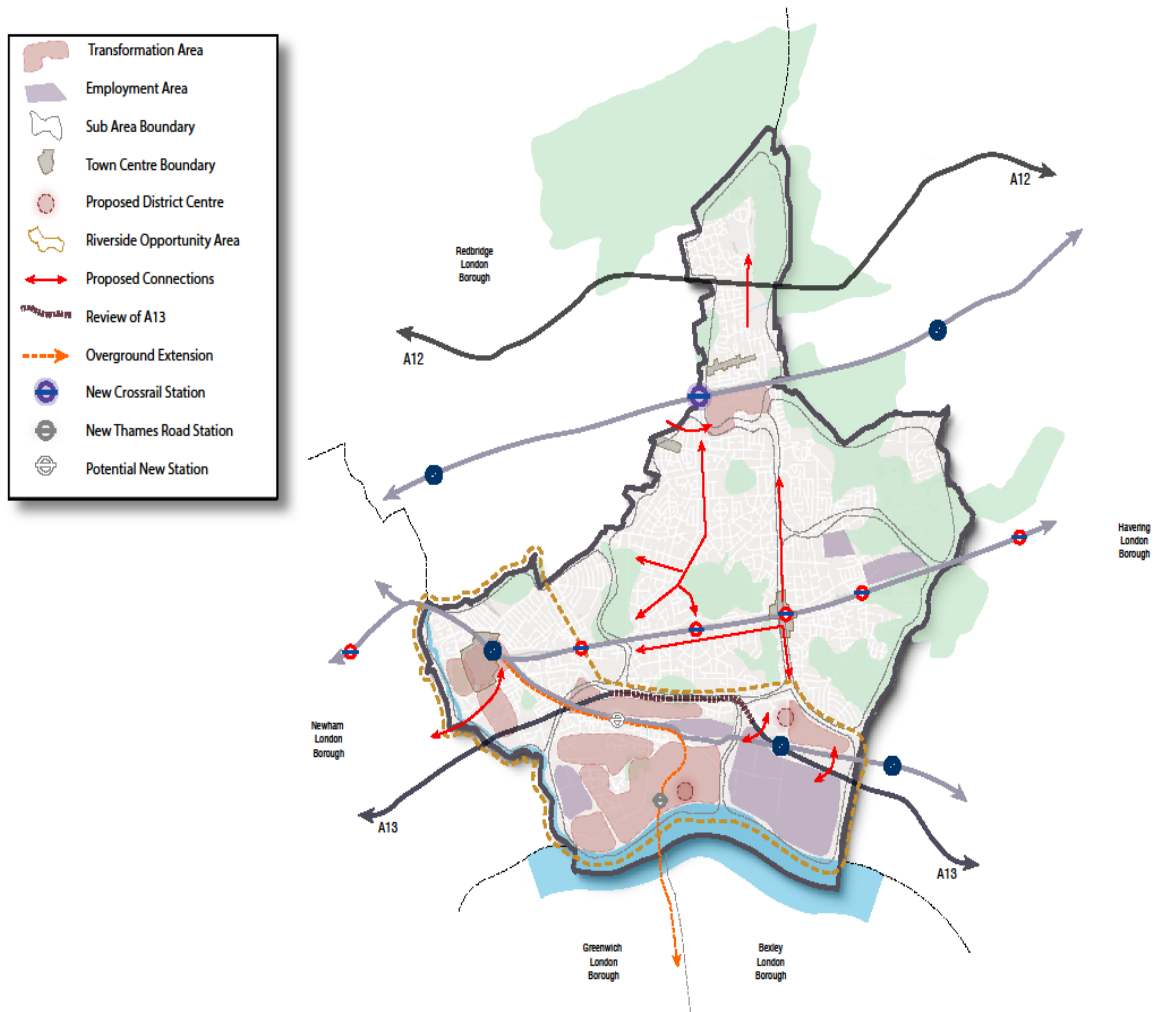 Transformation Area
Employment Area
Sub Area Boundary
Town Centre Boundary
Proposed District Centre
Riverside Opportunity Area
Proposed Connections
Review of A13
Overground Extension
New Crossrail Station
New Thames Road Station
Potential New Station
A12
Redbridge
London
Borough
A12
Havering
London
Borough
Newham
London
Borough
A13
A13
Greenwich
London
Borough
Bexley
London
Borough